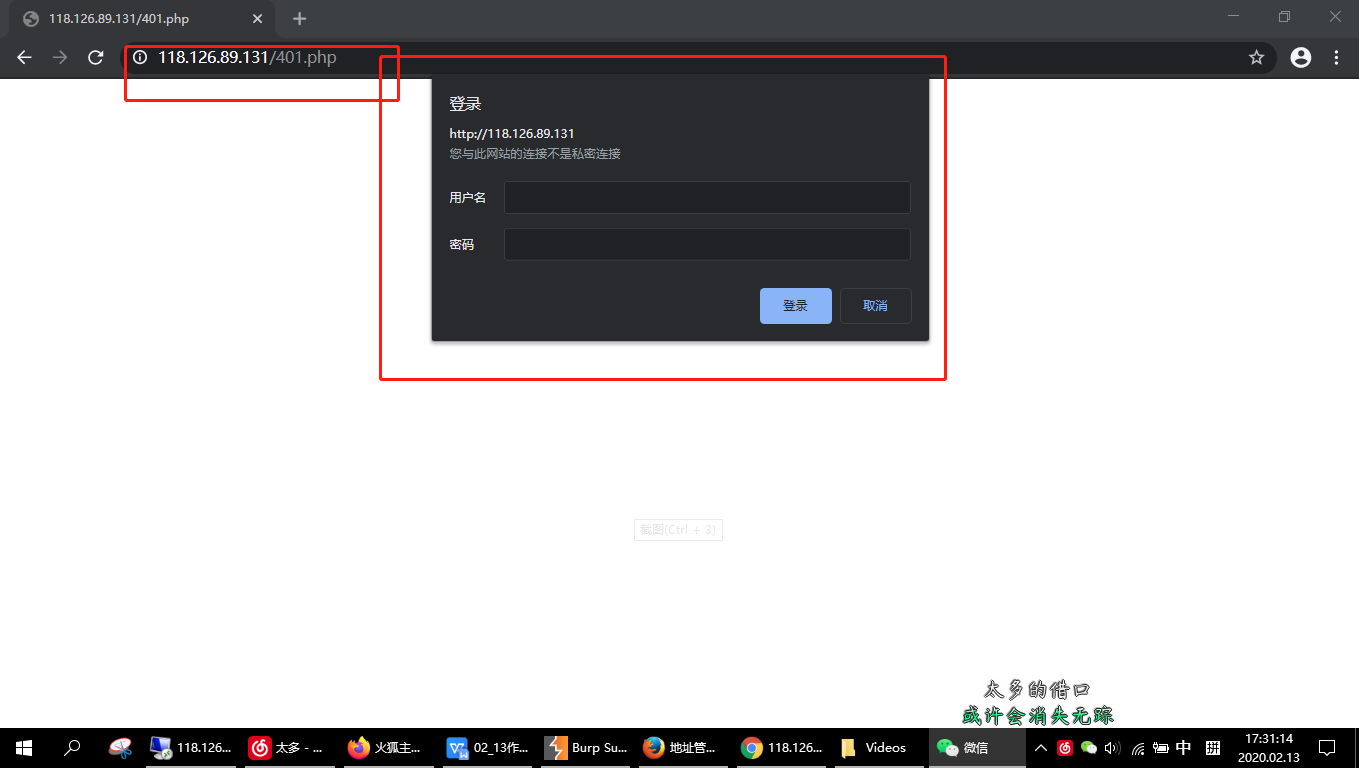 118.126.89.131/401.php
118.126.89.131/401.php
登录
http://118.126.89.131
您与此网站的连接不是私密连接
用户名
密码
登录
取消
截图(Ctrl + 3)
太多的借口
或许会消失无踪
118.126...
太多 - ...
火狐主...
02_13作...
Burp Su...
地址管...
118.126...
Videos
微信
中
拼
17:31:14
2020.02.13